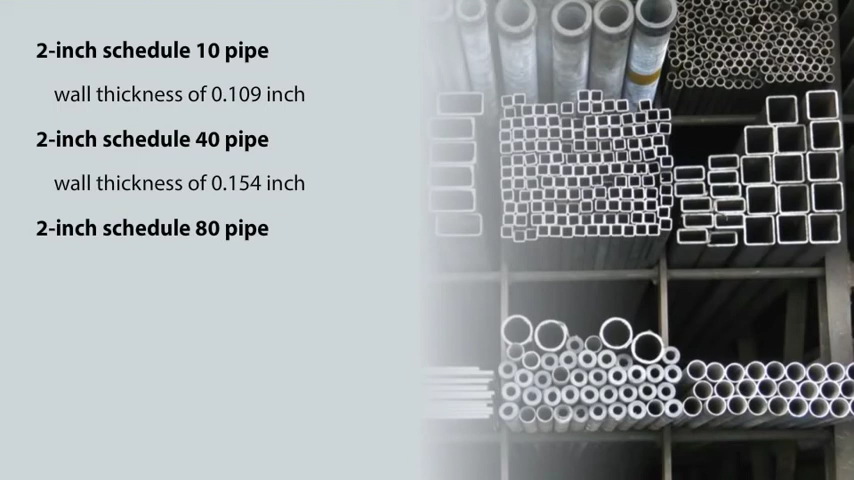 2-inch schedule 10 pipe
wall thickness of 0.109 inch
2-inch schedule 40 pipe
wall thickness of 0.154 inch
2-inch schedule 80 pipe